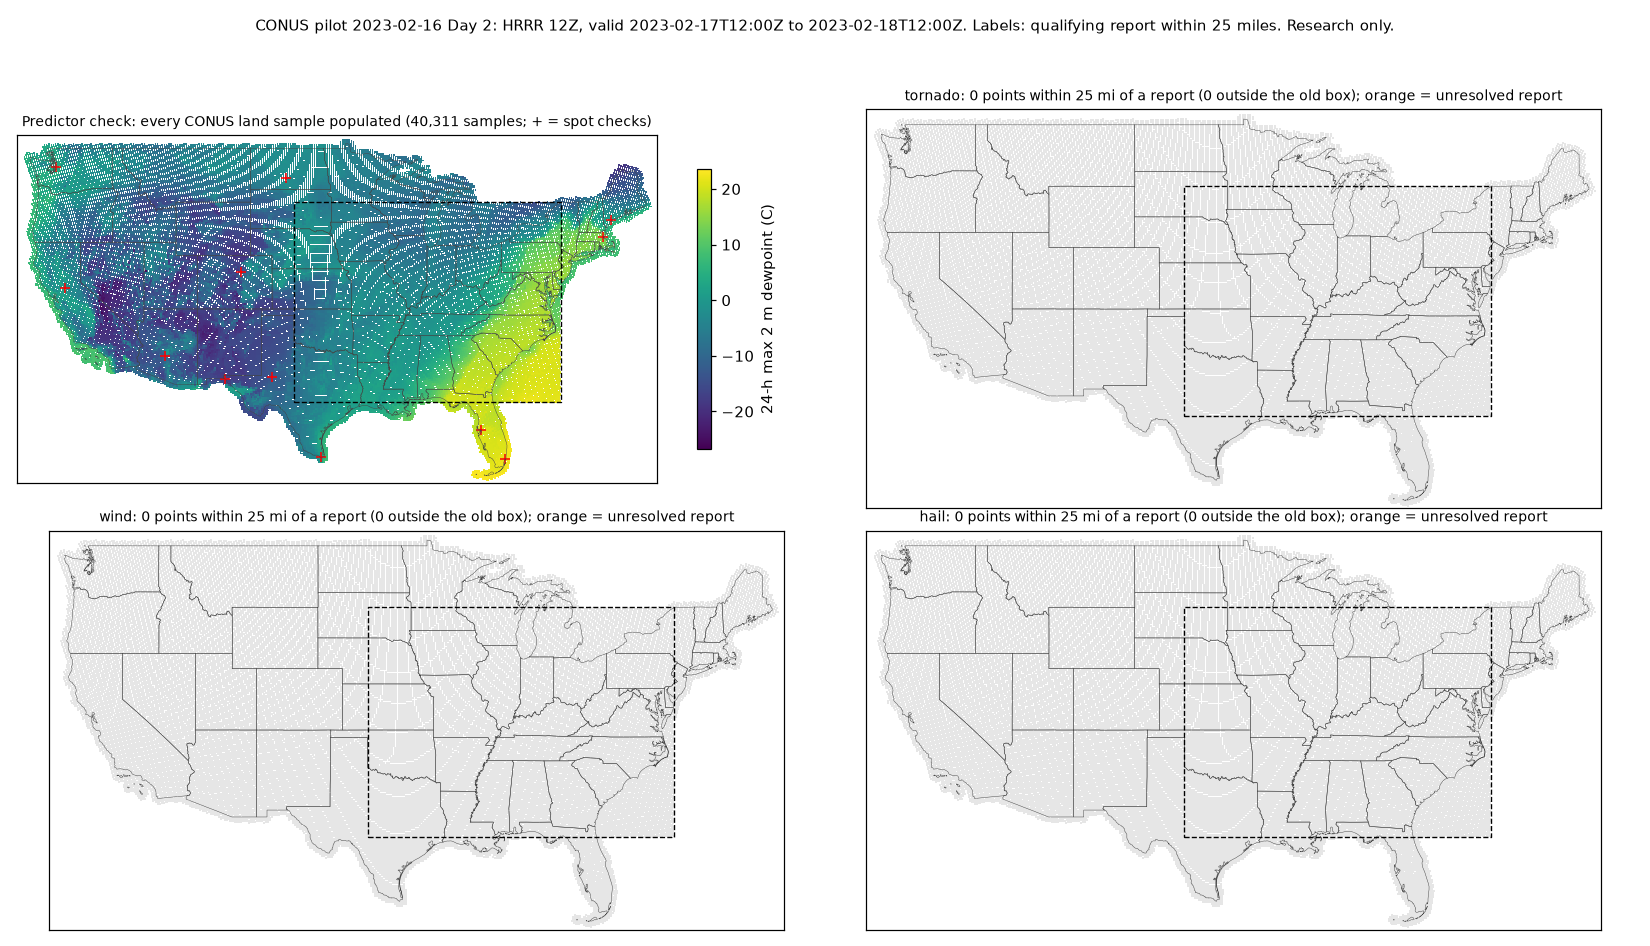 CONUS pilot 2023-02-16 Day 2: HRRR 12Z, valid 2023-02-17T12:00Z to 2023-02-18T12:00Z. Labels: qualifying report within 25 miles. Research only.
Predictor check: every CONUS land sample populated (40,311 samples; + = spot checks)
20
10
0
−10
−20
24-h max 2 m dewpoint (C)
tornado: 0 points within 25 mi of a report (0 outside the old box); orange = unresolved report
wind: 0 points within 25 mi of a report (0 outside the old box); orange = unresolved report
hail: 0 points within 25 mi of a report (0 outside the old box); orange = unresolved report